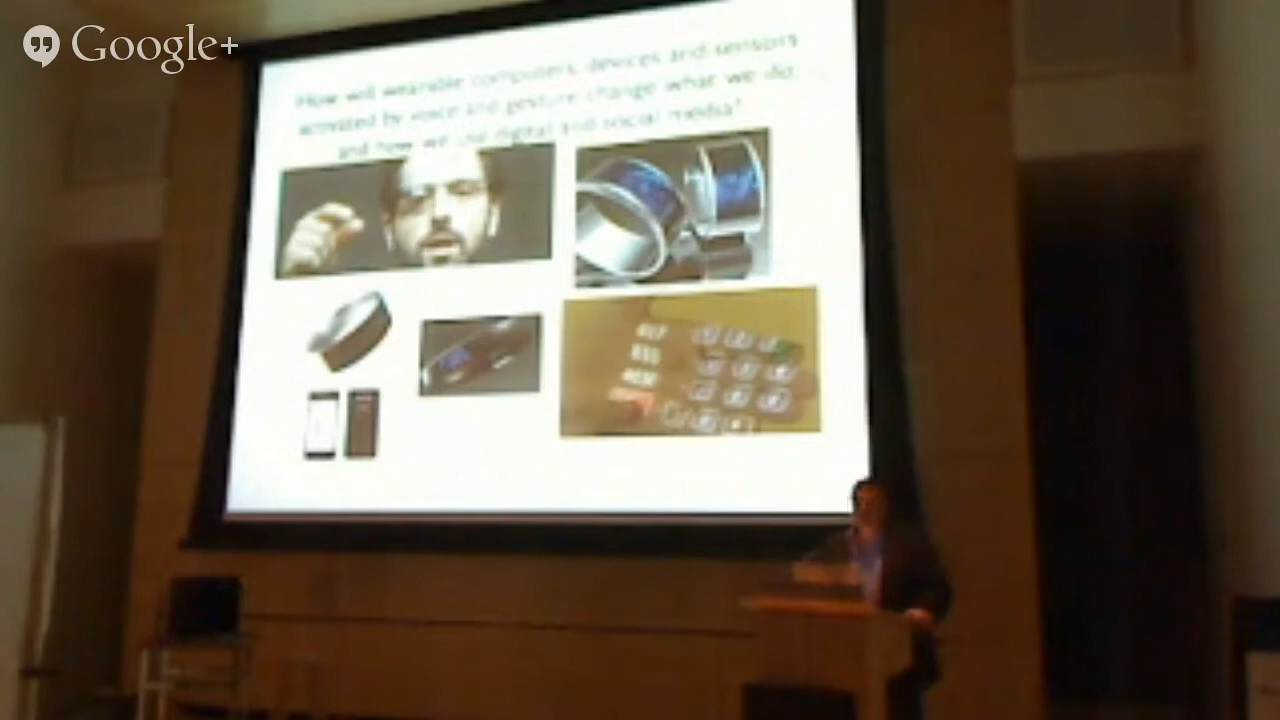 Google+
How will wearable computers, devices and sensors
activated by voice and gesture change what we do
and how we use digital and social media?